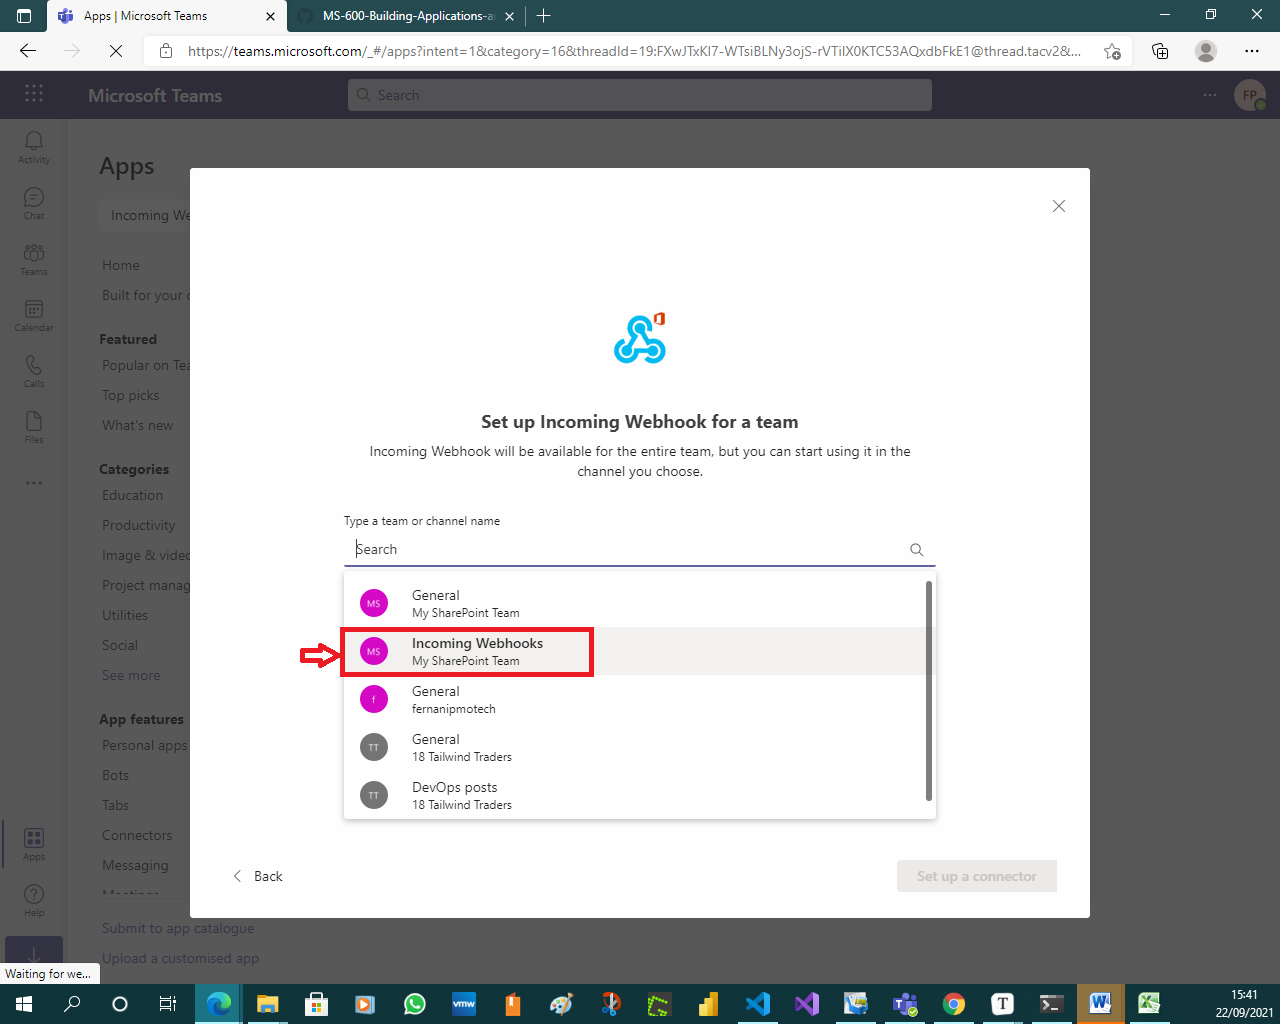 Apps | Microsoft Teams
MS-600-Building-Applications-a
https://teams.microsoft.com/_#/apps?intent=1&category=16&threadId=19:FXwJTxKI7-WTsiBLNy3ojS-rVTilX0KTC53AQxdbFkE1@thread.tacv2&...
Microsoft Teams
Search
FP
Activity
Chat
Teams
Calendar
Calls
Files
Apps
Help
Apps
Incoming We
Home
Built for your
Featured
Popular on Tea
Top picks
What's new
Categories
Education
Productivity
Image & video
Project manag
Utilities
Social
See more
App features
Personal apps
Bots
Tabs
Connectors
Messaging
Meetings
Submit to app catalogue
Upload a customised app
Set up Incoming Webhook for a team
Incoming Webhook will be available for the entire team, but you can start using it in the
channel you choose.
Type a team or channel name
Search
MS
General
My SharePoint Team
MS
Incoming Webhooks
My SharePoint Team
f
General
fernanipmotech
TT
General
18 Tailwind Traders
TT
DevOps posts
18 Tailwind Traders
Back
Set up a connector
Waiting for we...
vmw
T
15:41
22/09/2021